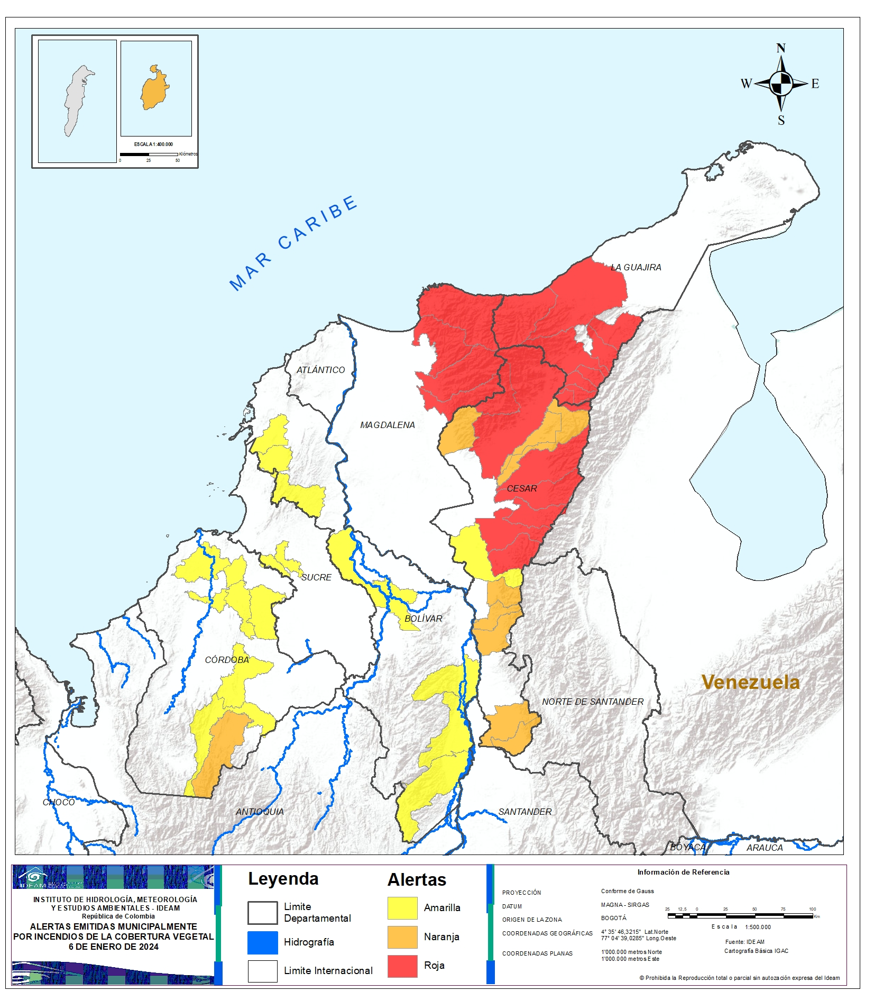 N
W
E
S
ESCALA 1:400.000
Kilómetros
0 25 50
MAR CARIBE
LA GUAJIRA
ATLÁNTICO
MAGDALENA
CESAR
SUCRE
BOLÍVAR
CÓRDOBA
NORTE DE SANTANDER
Venezuela
CHOCÓ
ANTIOQUIA
SANTANDER
BOYACÁ
ARAUCA
IDEAM
INSTITUTO DE HIDROLOGÍA, METEOROLOGÍA
Y ESTUDIOS AMBIENTALES - IDEAM
República de Colombia
ALERTAS EMITIDAS MUNICIPALMENTE
POR INCENDIOS DE LA COBERTURA VEGETAL
6 DE ENERO DE 2024
Leyenda
Limite
Departamental
Hidrografía
Limite Internacional
Alertas
Amarilla
Naranja
Roja
Información de Referencia
PROYECCIÓN Conforme de Gauss
DATUM MAGNA - SIRGAS
ORIGEN DE LA ZONA BOGOTÁ
COORDENADAS GEOGRÁFICAS 4° 35' 46,3215" Lat.Norte
77° 04' 39,0285" Long.Oeste
COORDENADAS PLANAS 1'000.000 metros Norte
1'000.000 metros Este
25 12,5 0 25 50 75 100
Km
Escala 1:500.000
Fuente: IDEAM
Cartografía Básica IGAC
© Prohibida la Reproducción total o parcial sin autozación expresa del Ideam